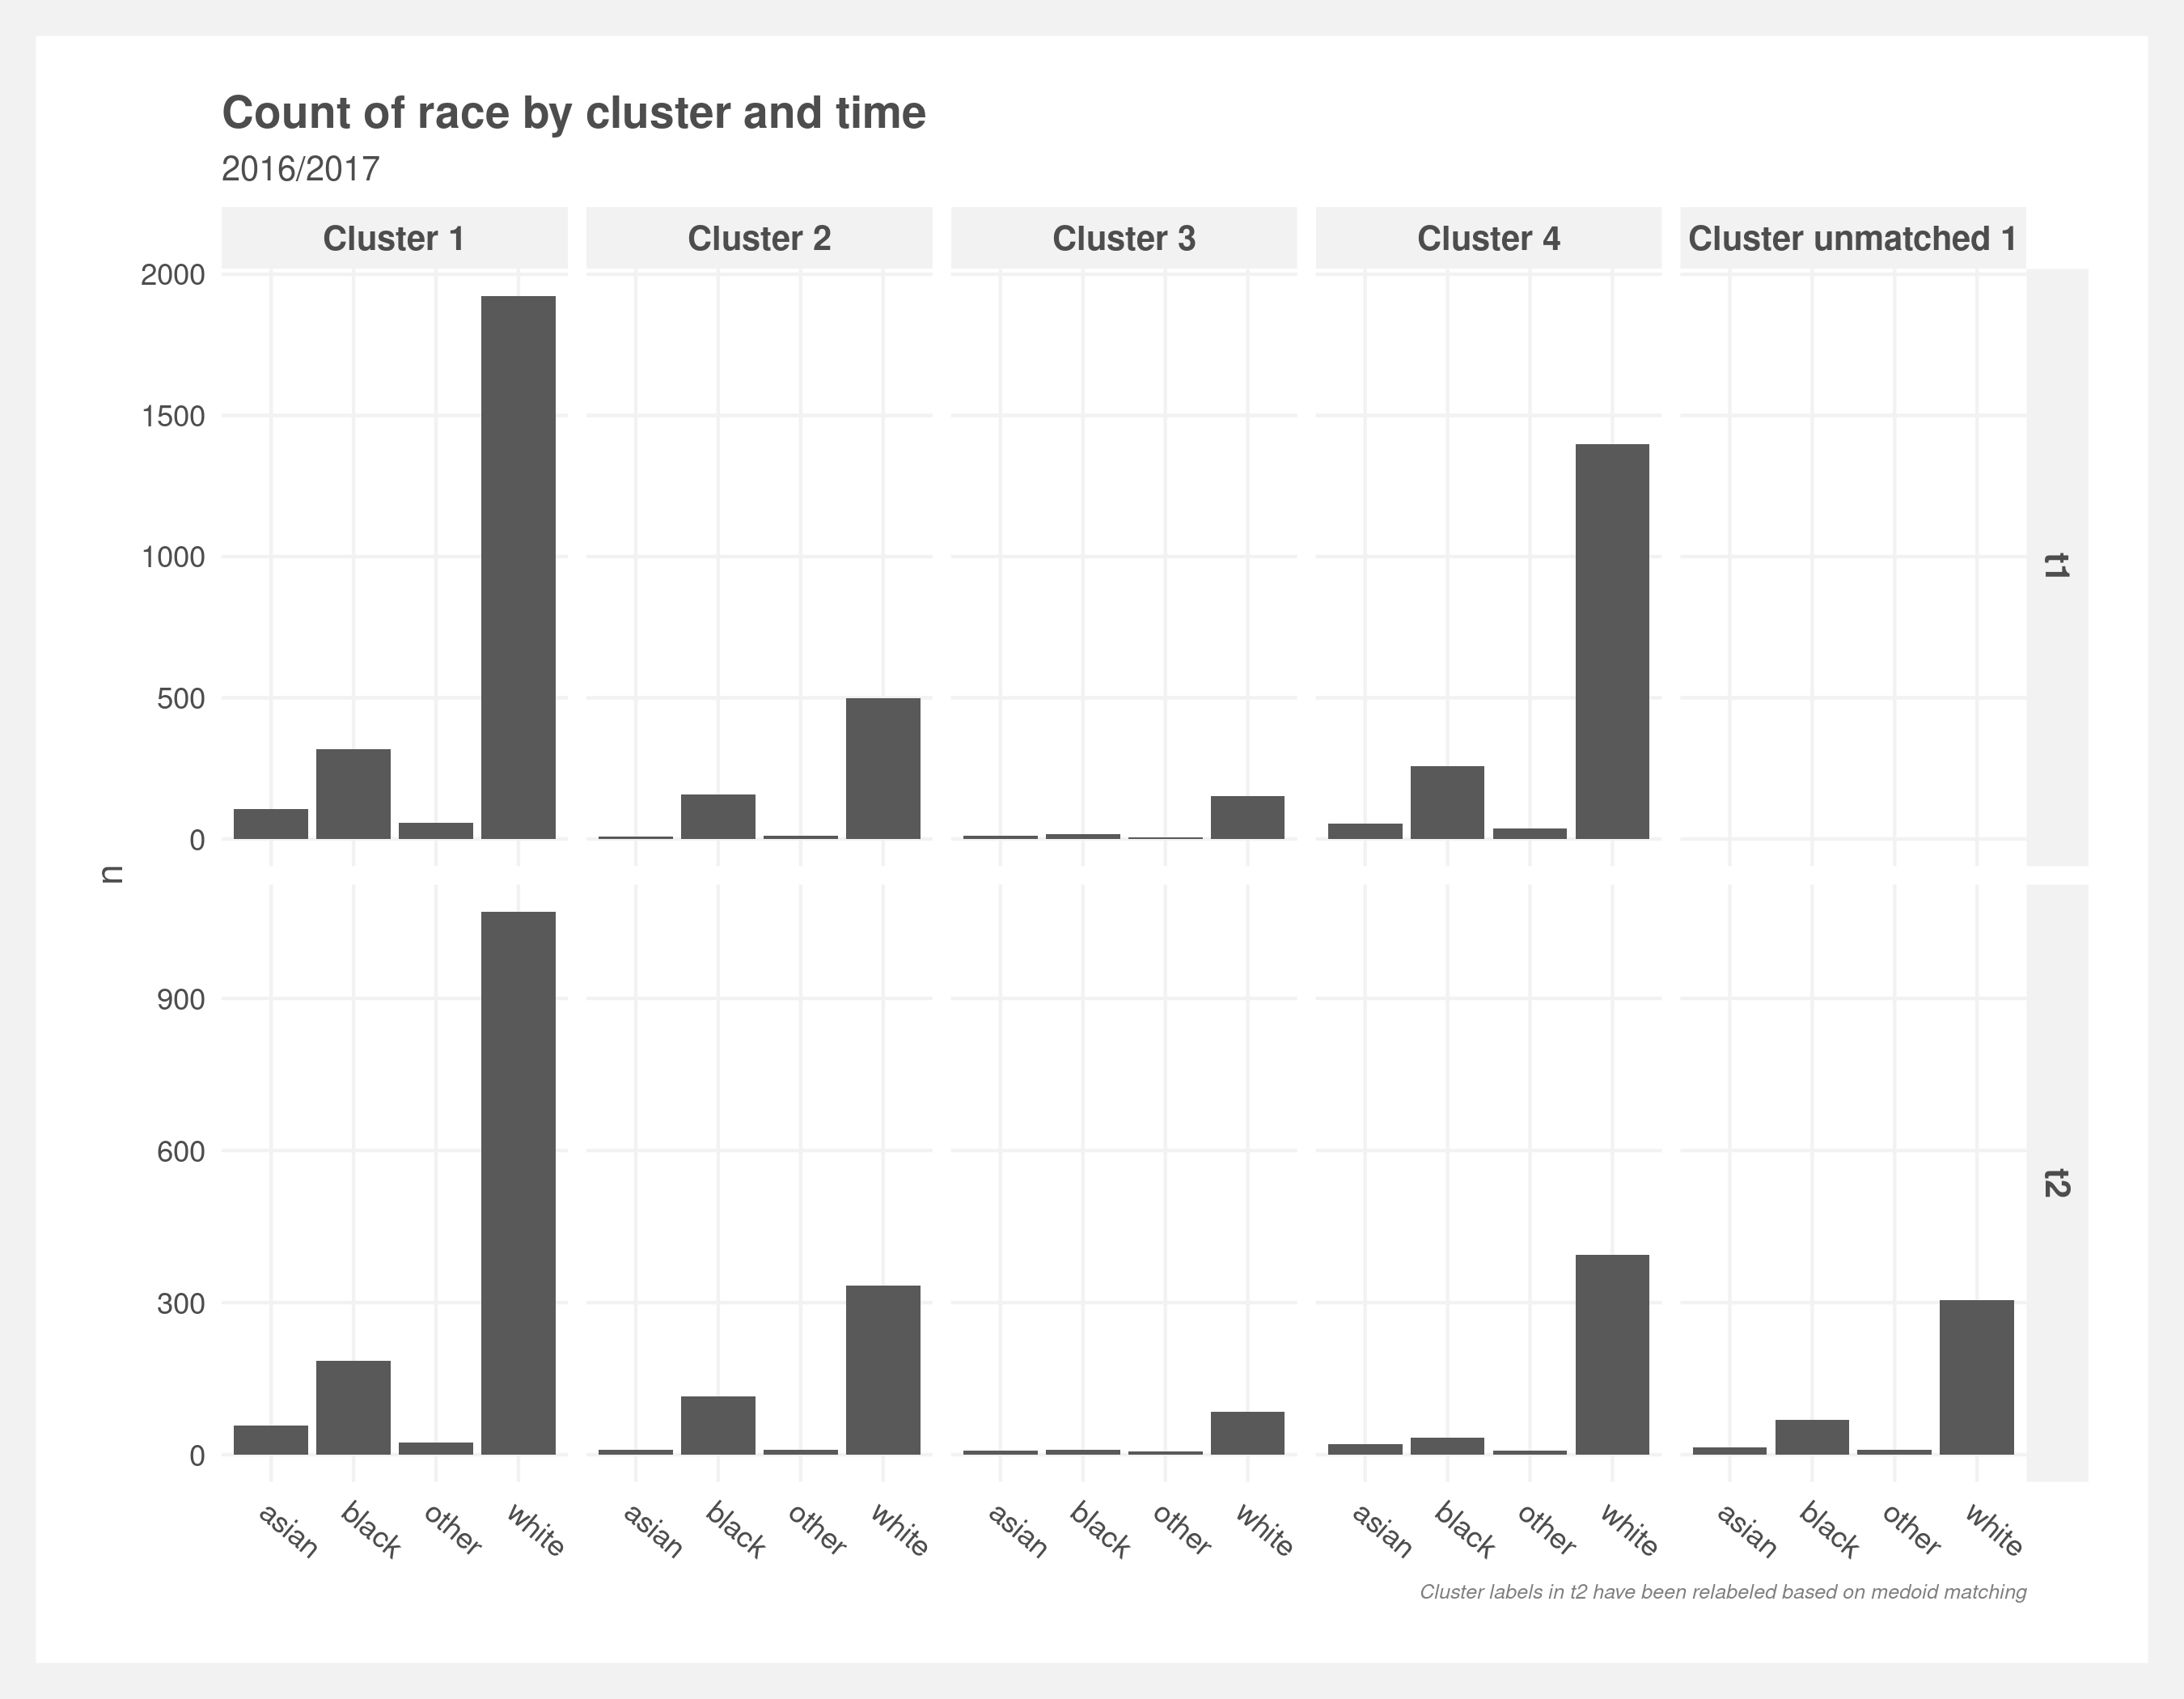 Count of race by cluster and time
2016/2017
Cluster 1
Cluster 2
Cluster 3
Cluster 4
Cluster unmatched 1
2000
1500
1000
500
0
t1
n
900
600
300
0
t2
asian
black
other
white
asian
black
other
white
asian
black
other
white
asian
black
other
white
asian
black
other
white
Cluster labels in t2 have been relabeled based on medoid matching